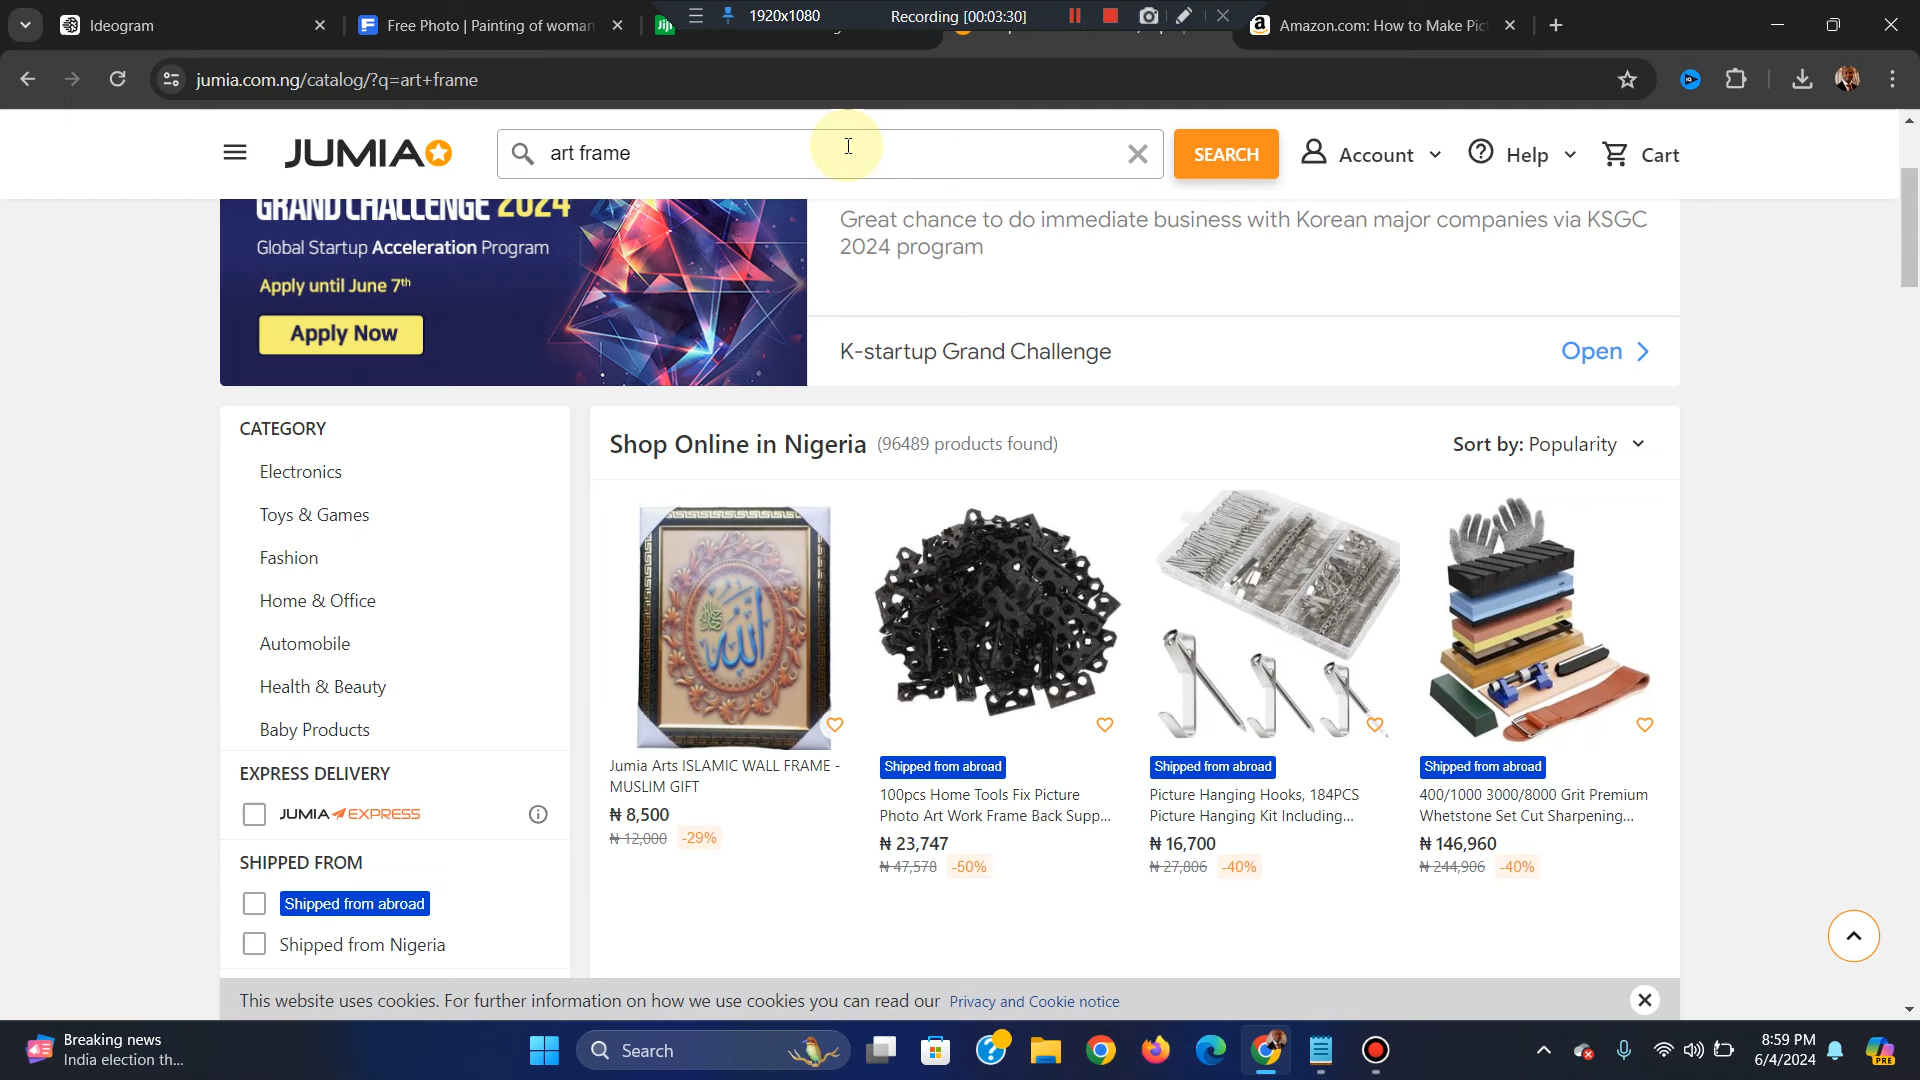 Ideogram
Free Photo | Painting of woman
1920x1080
Recording [00:03:30]
Amazon.com: How to Make Pic
jumia.com.ng/catalog/?q=art+frame
JUMIA
art frame
SEARCH
Account
Help
Cart
GRAND CHALLENGE 2024
Global Startup Acceleration Program
Apply until June 7th
Apply Now
Great chance to do immediate business with Korean major companies via KSGC
2024 program
K-startup Grand Challenge
Open
CATEGORY
Electronics
Toys & Games
Fashion
Home & Office
Automobile
Health & Beauty
Baby Products
EXPRESS DELIVERY
JUMIA EXPRESS
SHIPPED FROM
Shipped from abroad
Shipped from Nigeria
Shop Online in Nigeria (96489 products found)
Sort by: Popularity
الله
Jumia Arts ISLAMIC WALL FRAME -
MUSLIM GIFT
₦ 8,500
₦ 12,000 -29%
Shipped from abroad
100pcs Home Tools Fix Picture
Photo Art Work Frame Back Supp...
₦ 23,747
₦ 47,578 -50%
Shipped from abroad
Picture Hanging Hooks, 184PCS
Picture Hanging Kit Including...
₦ 16,700
₦ 27,806 -40%
Shipped from abroad
400/1000 3000/8000 Grit Premium
Whetstone Set Cut Sharpening...
₦ 146,960
₦ 244,906 -40%
This website uses cookies. For further information on how we use cookies you can read our Privacy and Cookie notice
Breaking news
India election th...
Search
8:59 PM
6/4/2024
PRE